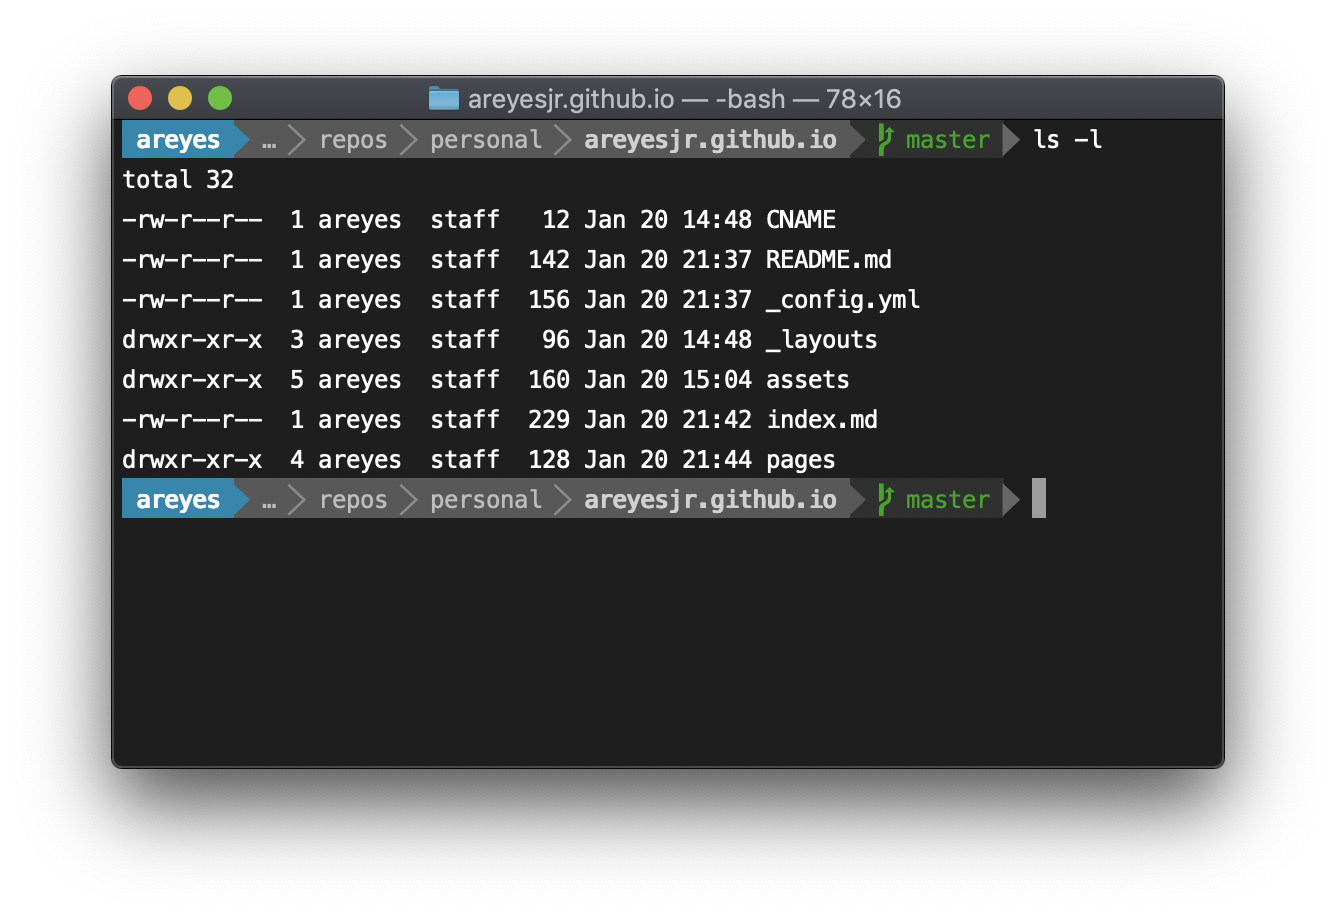 areyesjr.github.io — -bash — 78×16
areyes … repos personal areyesjr.github.io master ls -l
total 32
-rw-r--r-- 1 areyes staff 12 Jan 20 14:48 CNAME
-rw-r--r-- 1 areyes staff 142 Jan 20 21:37 README.md
-rw-r--r-- 1 areyes staff 156 Jan 20 21:37 _config.yml
drwxr-xr-x 3 areyes staff 96 Jan 20 14:48 _layouts
drwxr-xr-x 5 areyes staff 160 Jan 20 15:04 assets
-rw-r--r-- 1 areyes staff 229 Jan 20 21:42 index.md
drwxr-xr-x 4 areyes staff 128 Jan 20 21:44 pages
areyes … repos personal areyesjr.github.io master